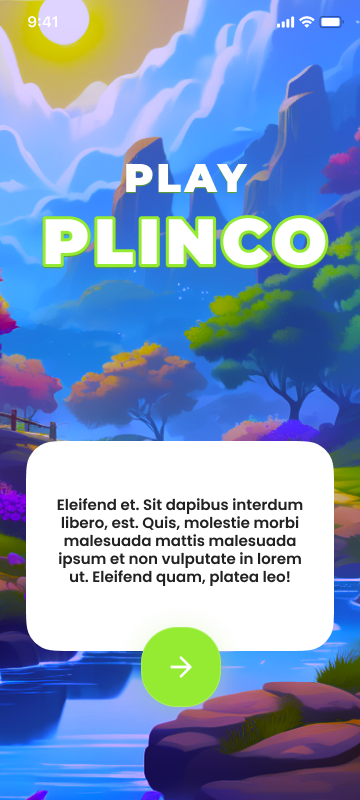 9:41
PLAY
PLINCO
Eleifend et. Sit dapibus interdum
libero, est. Quis, molestie morbi
malesuada mattis malesuada
ipsum et non vulputate in lorem
ut. Eleifend quam, platea leo!